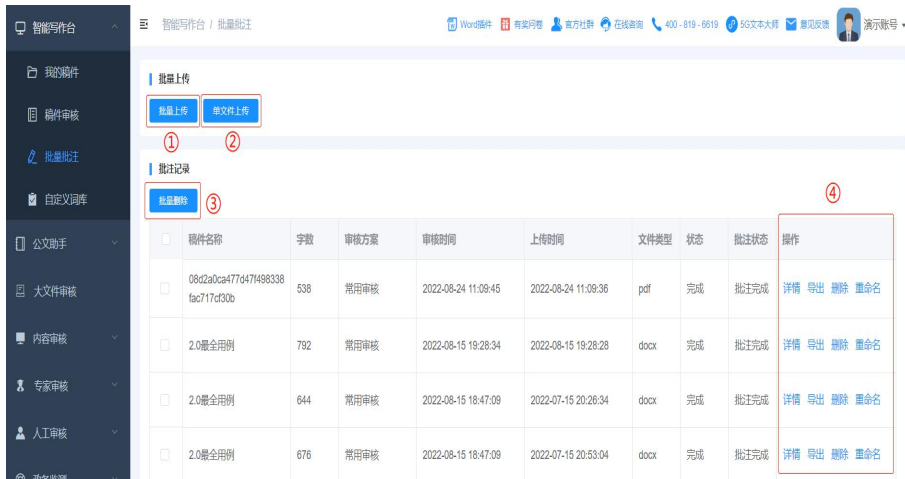 智能写作台
智能写作台 / 批量批注
Word插件 有奖问卷 官方社群 在线咨询 400 - 819 - 6619 5G文本大师 意见反馈 演示账号
我的稿件
稿件审核
批量批注
自定义词库
公文助手
大文件审核
内容审核
专家审核
人工审核
批量上传
批量上传 单文件上传
① ②
批注记录
批量删除 ③
④
稿件名称 字数 审核方案 审核时间 上传时间 文件类型 状态 批注状态 操作
08d2a0ca477d47f498338
fac717cf30b
538 常用审核 2022-08-24 11:09:45 2022-08-24 11:09:36 pdf 完成 批注完成 详情 导出 删除 重命名
2.0最全用例 792 常用审核 2022-08-15 19:28:34 2022-08-15 19:28:28 docx 完成 批注完成 详情 导出 删除 重命名
2.0最全用例 644 常用审核 2022-08-15 18:47:09 2022-07-15 20:26:34 docx 完成 批注完成 详情 导出 删除 重命名
2.0最全用例 676 常用审核 2022-08-15 18:47:09 2022-07-15 20:53:04 docx 完成 批注完成 详情 导出 删除 重命名